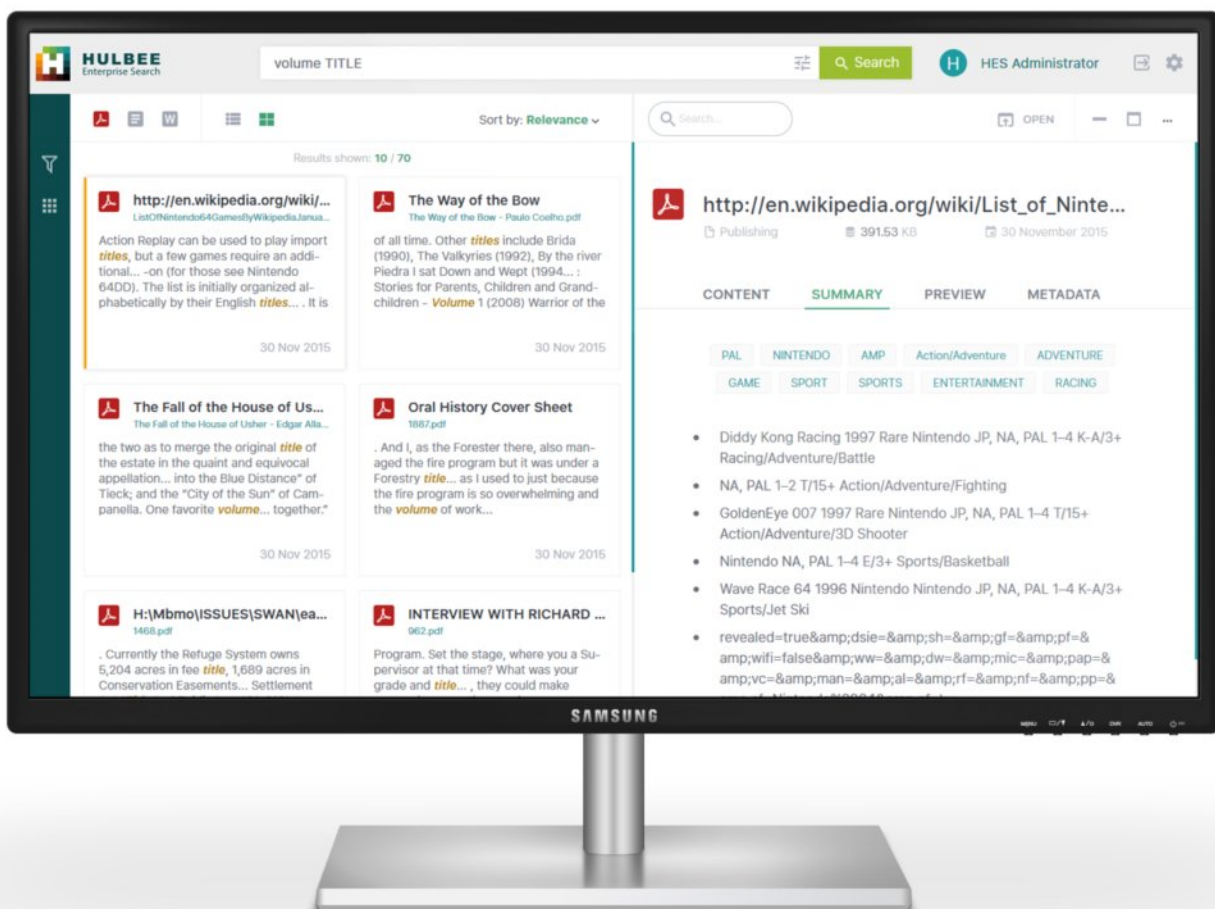 HULBEE
Enterprise Search
volume TITLE
Search
H
HES Administrator
W
Sort by: Relevance
Search...
OPEN
Results shown: 10 / 70
http://en.wikipedia.org/wiki/...
ListOfNintendo64GamesByWikipediaJanua...
Action Replay can be used to play import
titles, but a few games require an addi-
tional... -on (for those see Nintendo
64DD). The list is initially organized al-
phabetically by their English titles... . It is
30 Nov 2015
The Way of the Bow
The Way of the Bow - Paulo Coelho.pdf
of all time. Other titles include Brida
(1990), The Valkyries (1992), By the river
Piedra I sat Down and Wept (1994... :
Stories for Parents, Children and Grand-
children - Volume 1 (2008) Warrior of the
30 Nov 2015
The Fall of the House of Us...
The Fall of the House of Usher - Edgar Alla...
the two as to merge the original title of
the estate in the quaint and equivocal
appellation... into the Blue Distance" of
Tieck; and the "City of the Sun" of Cam-
panella. One favorite volume... together."
30 Nov 2015
Oral History Cover Sheet
1887.pdf
. And I, as the Forester there, also man-
aged the fire program but it was under a
Forestry title... as I used to just because
the fire program is so overwhelming and
the volume of work...
30 Nov 2015
H:\Mbmo\ISSUES\SWAN\ea...
1468.pdf
. Currently the Refuge System owns
5,204 acres in fee title, 1,689 acres in
Conservation Easements... Settlement
INTERVIEW WITH RICHARD ...
962.pdf
Program. Set the stage, where you a Su-
pervisor at that time? What was your
grade and title... , they could make
http://en.wikipedia.org/wiki/List_of_Ninte...
Publishing
391.53 KB
30 November 2015
CONTENT
SUMMARY
PREVIEW
METADATA
PAL NINTENDO AMP Action/Adventure ADVENTURE
GAME SPORT SPORTS ENTERTAINMENT RACING
Diddy Kong Racing 1997 Rare Nintendo JP, NA, PAL 1–4 K-A/3+
Racing/Adventure/Battle
NA, PAL 1–2 T/15+ Action/Adventure/Fighting
GoldenEye 007 1997 Rare Nintendo JP, NA, PAL 1–4 T/15+
Action/Adventure/3D Shooter
Nintendo NA, PAL 1–4 E/3+ Sports/Basketball
Wave Race 64 1996 Nintendo Nintendo JP, NA, PAL 1–4 K-A/3+
Sports/Jet Ski
revealed=true&amp;dsie=&amp;sh=&amp;gf=&amp;pf=&
amp;wifi=false&amp;ww=&amp;dw=&amp;mic=&amp;pap=&
amp;vc=&amp;man=&amp;al=&amp;rf=&amp;nf=&amp;pp=&
SAMSUNG
MENU
AUTO